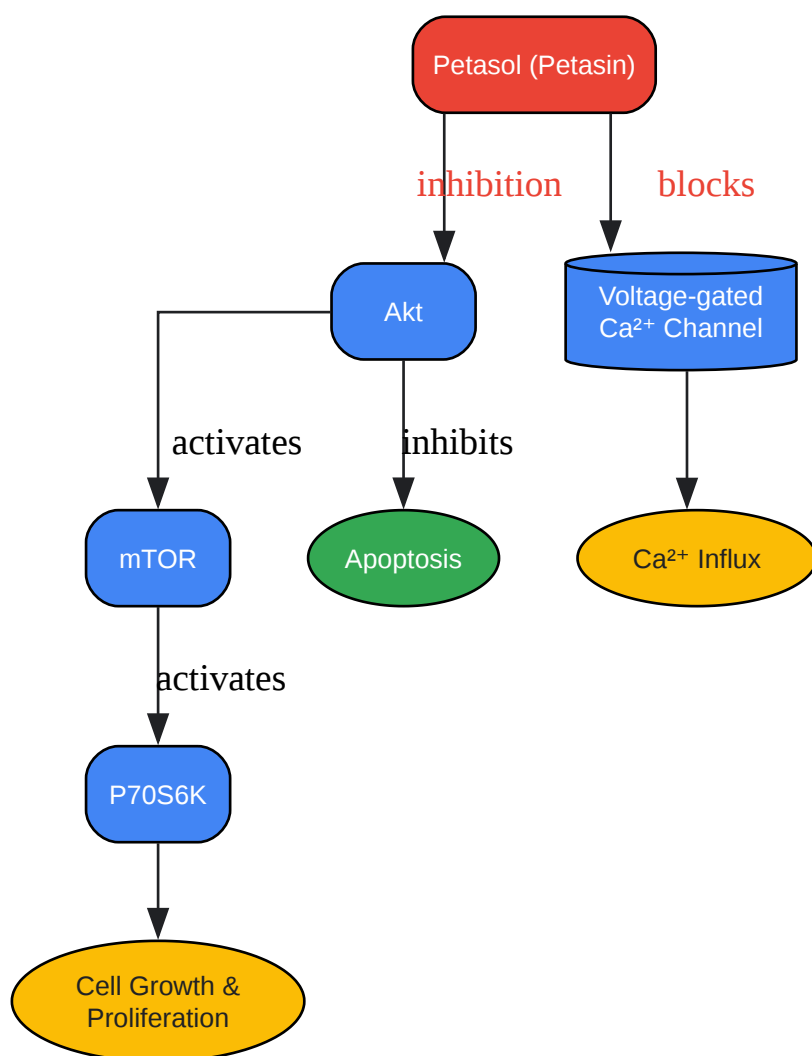 Petasol (Petasin)
inhibition
blocks
Akt
Voltage-gated
Ca²⁺ Channel
activates
inhibits
mTOR
Apoptosis
Ca²⁺ Influx
activates
P70S6K
Cell Growth &
Proliferation